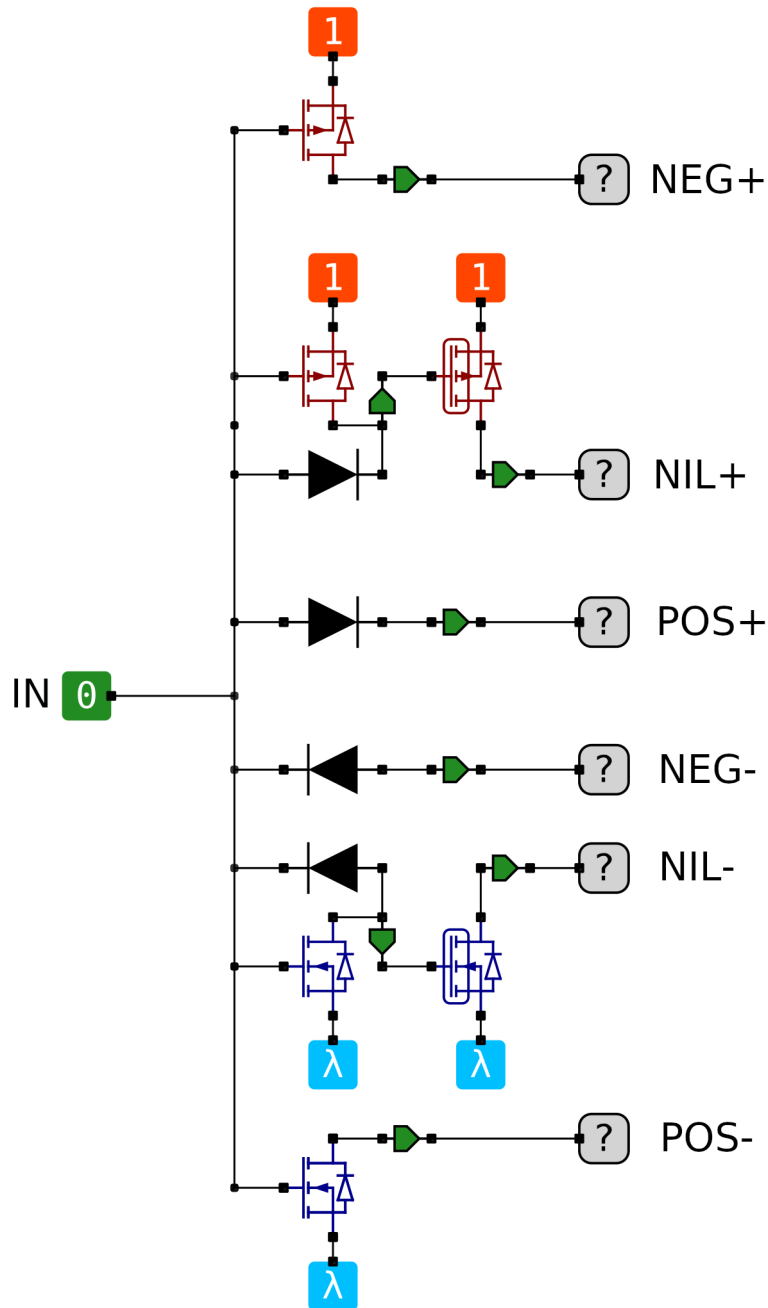 1
? NEG+
1 1
? NIL+
? POS+
IN 0
? NEG-
? NIL-
λ λ
? POS-
λ